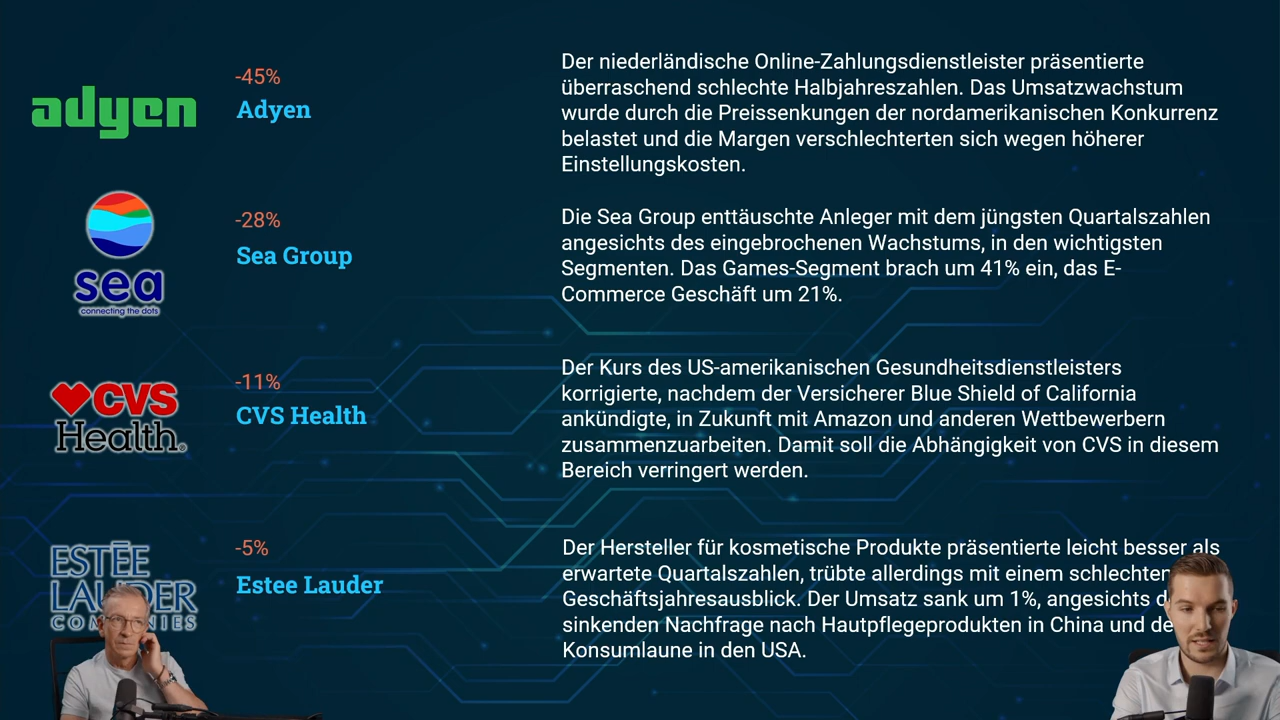 adyen
-45%
Adyen
Der niederländische Online-Zahlungsdienstleister präsentierte
überraschend schlechte Halbjahreszahlen. Das Umsatzwachstum
wurde durch die Preissenkungen der nordamerikanischen Konkurrenz
belastet und die Margen verschlechterten sich wegen höherer
Einstellungskosten.
sea
connecting the dots
-28%
Sea Group
Die Sea Group enttäuschte Anleger mit dem jüngsten Quartalszahlen
angesichts des eingebrochenen Wachstums, in den wichtigsten
Segmenten. Das Games-Segment brach um 41% ein, das E-
Commerce Geschäft um 21%.
CVS
Health®
-11%
CVS Health
Der Kurs des US-amerikanischen Gesundheitsdienstleisters
korrigierte, nachdem der Versicherer Blue Shield of California
ankündigte, in Zukunft mit Amazon und anderen Wettbewerbern
zusammenzuarbeiten. Damit soll die Abhängigkeit von CVS in diesem
Bereich verringert werden.
ESTĒE
LAUDER
COMPANIES
-5%
Estee Lauder
Der Hersteller für kosmetische Produkte präsentierte leicht besser als
erwartete Quartalszahlen, trübte allerdings mit einem schlechten
Geschäftsjahresausblick. Der Umsatz sank um 1%, angesichts
sinkenden Nachfrage nach Hautpflegeprodukten in China und
Konsumlaune in den USA.